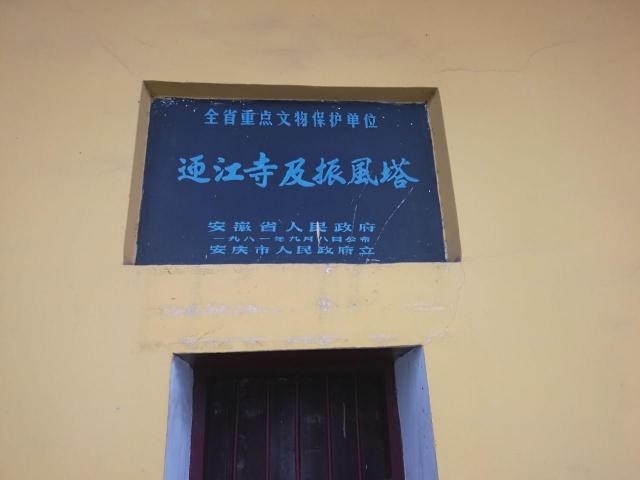 全省重点文物保护单位
迊江寺及振風塔
安徽省人民政府
一九八一年九月八日公布
安庆市人民政府立